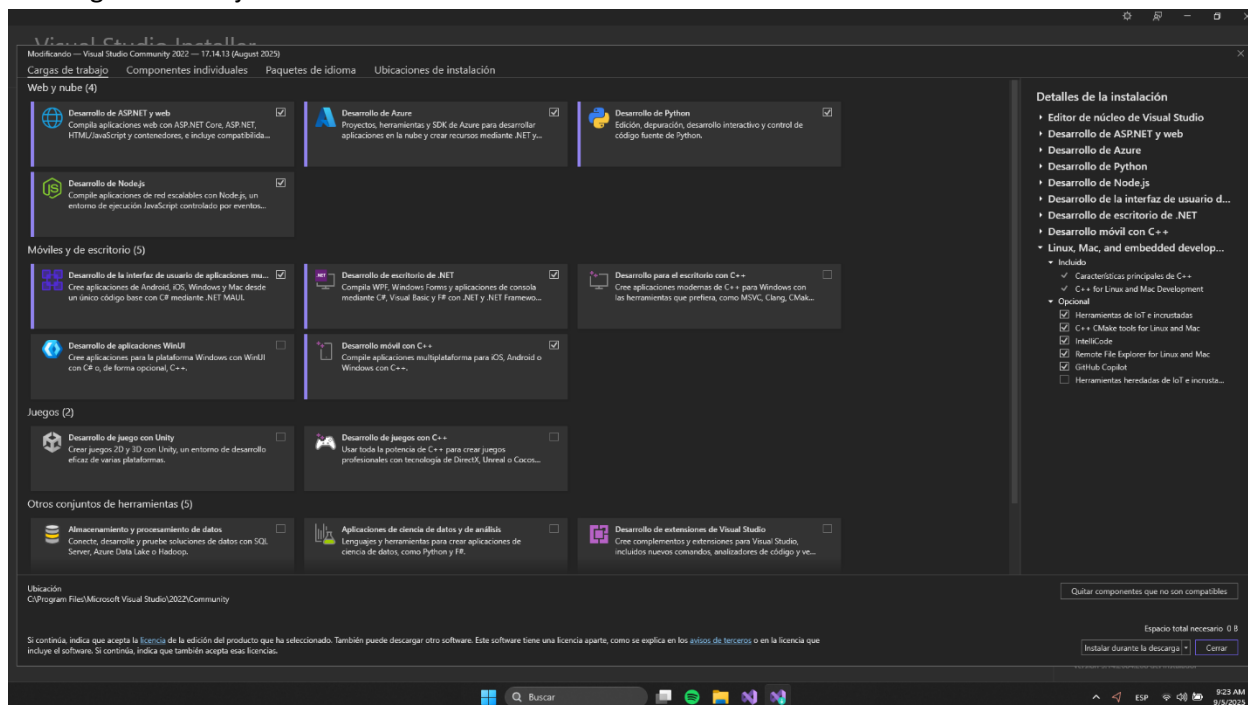 Visual Studio Installer
Modificando — Visual Studio Community 2022 — 17.14.13 (August 2025)
Cargas de trabajo Componentes individuales Paquetes de idioma Ubicaciones de instalación
Web y nube (4)
Desarrollo de ASP.NET y web
Compila aplicaciones web con ASP.NET Core, ASP.NET,
HTML/JavaScript y contenedores, e incluye compatibilida...
Desarrollo de Azure
Proyectos, herramientas y SDK de Azure para desarrollar
aplicaciones en la nube y crear recursos mediante .NET y...
Desarrollo de Python
Edición, depuración, desarrollo interactivo y control de
código fuente de Python.
Desarrollo de Node.js
Compile aplicaciones de red escalables con Node.js, un
entorno de ejecución JavaScript controlado por eventos...
Móviles y de escritorio (5)
Desarrollo de la interfaz de usuario de aplicaciones mu...
Cree aplicaciones de Android, iOS, Windows y Mac desde
un único código base con C# mediante .NET MAUI.
.NET
Desarrollo de escritorio de .NET
Compila WPF, Windows Forms y aplicaciones de consola
mediante C#, Visual Basic y F# con .NET y .NET Framewo...
Desarrollo para el escritorio con C++
Cree aplicaciones modernas de C++ para Windows con
las herramientas que prefiera, como MSVC, Clang, CMak...
Desarrollo de aplicaciones WinUI
Cree aplicaciones para la plataforma Windows con WinUI
con C# o, de forma opcional, C++.
Desarrollo móvil con C++
Compile aplicaciones multiplataforma para iOS, Android o
Windows con C++.
Juegos (2)
Desarrollo de juego con Unity
Crear juegos 2D y 3D con Unity, un entorno de desarrollo
eficaz de varias plataformas.
Desarrollo de juegos con C++
Usar toda la potencia de C++ para crear juegos
profesionales con tecnología de DirectX, Unreal o Cocos...
Otros conjuntos de herramientas (5)
Almacenamiento y procesamiento de datos
Conecte, desarrolle y pruebe soluciones de datos con SQL
Server, Azure Data Lake o Hadoop.
Aplicaciones de ciencia de datos y de análisis
Lenguajes y herramientas para crear aplicaciones de
ciencia de datos, como Python y F#.
Desarrollo de extensiones de Visual Studio
Cree complementos y extensiones para Visual Studio,
incluidos nuevos comandos, analizadores de código y ve...
Detalles de la instalación
Editor de núcleo de Visual Studio
Desarrollo de ASP.NET y web
Desarrollo de Azure
Desarrollo de Python
Desarrollo de Node.js
Desarrollo de la interfaz de usuario d...
Desarrollo de escritorio de .NET
Desarrollo móvil con C++
Linux, Mac, and embedded develop...
Incluido
Características principales de C++
C++ for Linux and Mac Development
Opcional
Herramientas de IoT e incrustadas
C++ CMake tools for Linux and Mac
IntelliCode
Remote File Explorer for Linux and Mac
GitHub Copilot
Herramientas heredadas de IoT e incrusta...
Ubicación
C:\Program Files\Microsoft Visual Studio\2022\Community
Quitar componentes que no son compatibles
Espacio total necesario 0 B
Si continúa, indica que acepta la licencia de la edición del producto que ha seleccionado. También puede descargar otro software. Este software tiene una licencia aparte, como se explica en los avisos de terceros o en la licencia que
incluye el software. Si continúa, indica que también acepta esas licencias.
Instalar durante la descarga Cerrar
Buscar
ESP
9:23 AM
9/5/2025